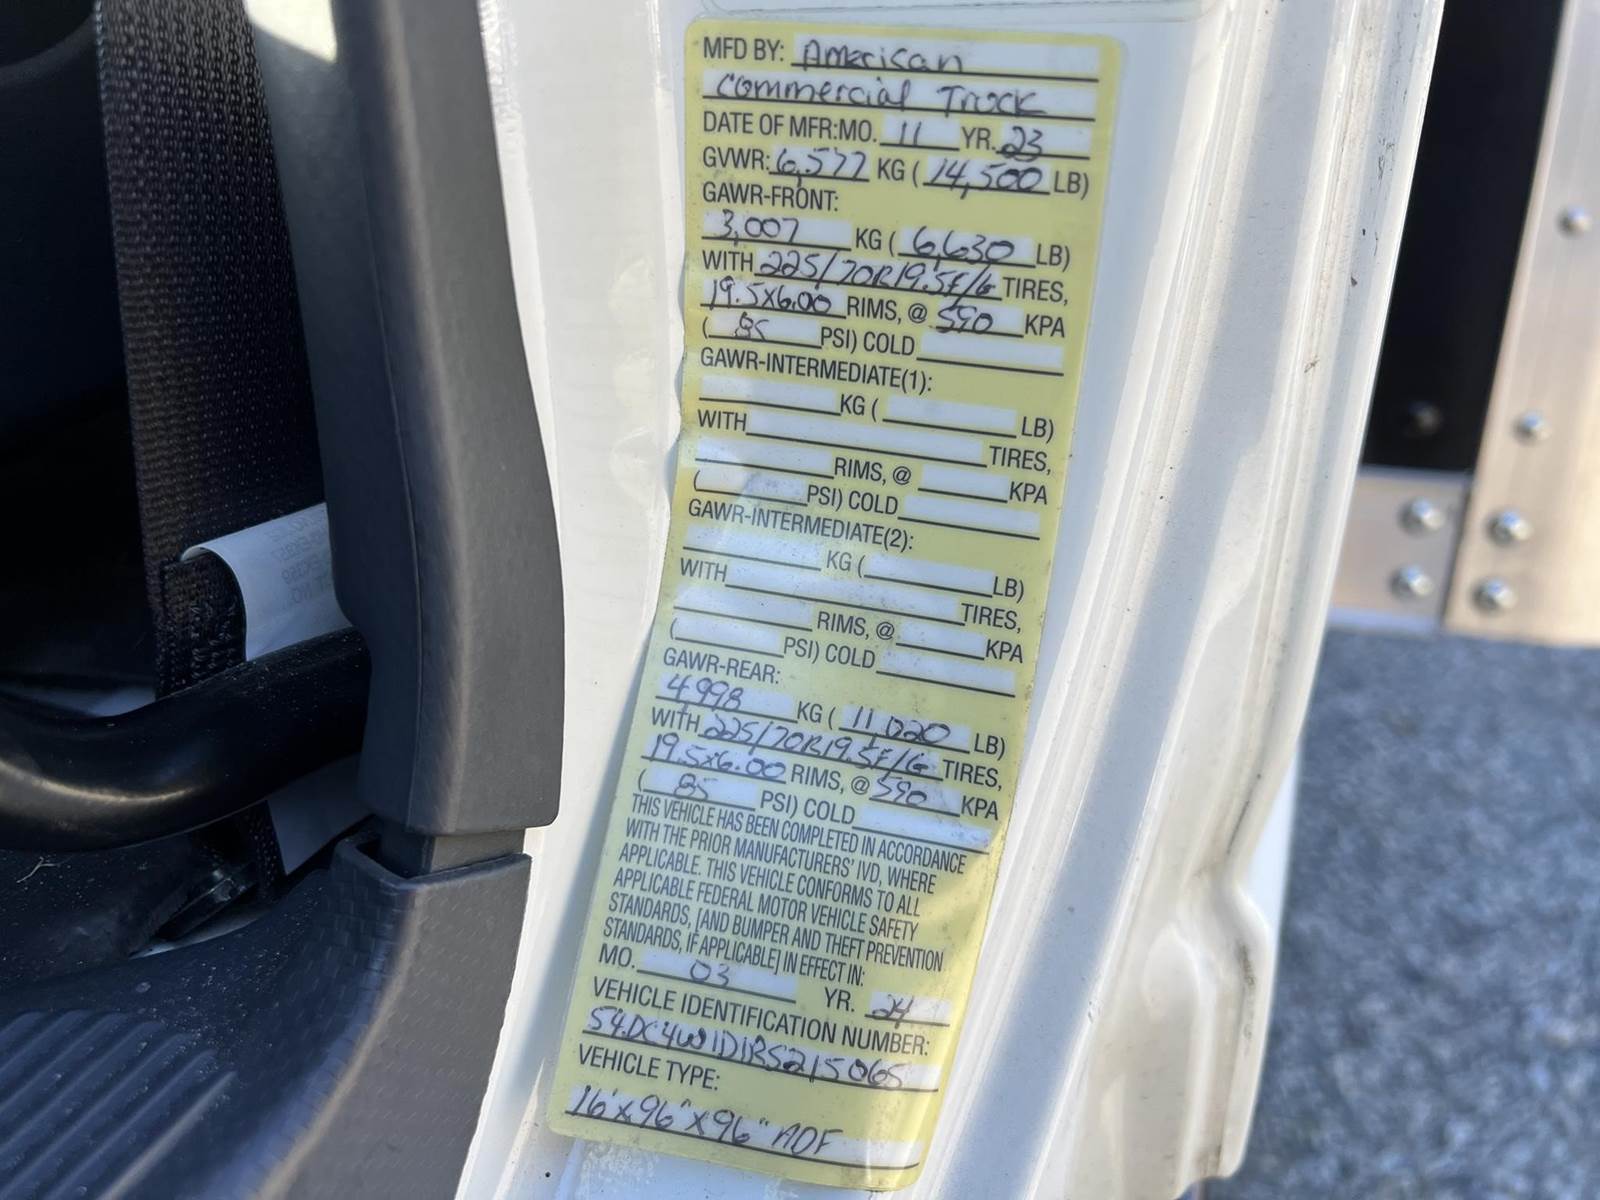 MFD BY: American
Commercial Truck
DATE OF MFR:MO. 11 YR. 23
GVWR: 6,577 KG ( 14,500 LB)
GAWR-FRONT:
3,007 KG ( 6,630 LB)
WITH 225/70R19.5F/G TIRES,
19.5x6.00 RIMS, @ 590 KPA
( 85 PSI) COLD
GAWR-INTERMEDIATE(1):
KG ( LB)
WITH TIRES,
RIMS, @ KPA
( PSI) COLD
GAWR-INTERMEDIATE(2):
KG ( LB)
WITH TIRES,
RIMS, @ KPA
( PSI) COLD
GAWR-REAR:
4,998 KG ( 11,020 LB)
WITH 225/70R19.5F/G TIRES,
19.5x6.00 RIMS, @ 590 KPA
( 85 PSI) COLD
THIS VEHICLE HAS BEEN COMPLETED IN ACCORDANCE
WITH THE PRIOR MANUFACTURERS' IVD, WHERE
APPLICABLE. THIS VEHICLE CONFORMS TO ALL
APPLICABLE FEDERAL MOTOR VEHICLE SAFETY
STANDARDS, [AND BUMPER AND THEFT PREVENTION
STANDARDS, IF APPLICABLE] IN EFFECT IN:
MO. 03 YR. 24
VEHICLE IDENTIFICATION NUMBER:
54DC4W1D1RS215065
VEHICLE TYPE:
16'x96"x96" ADF